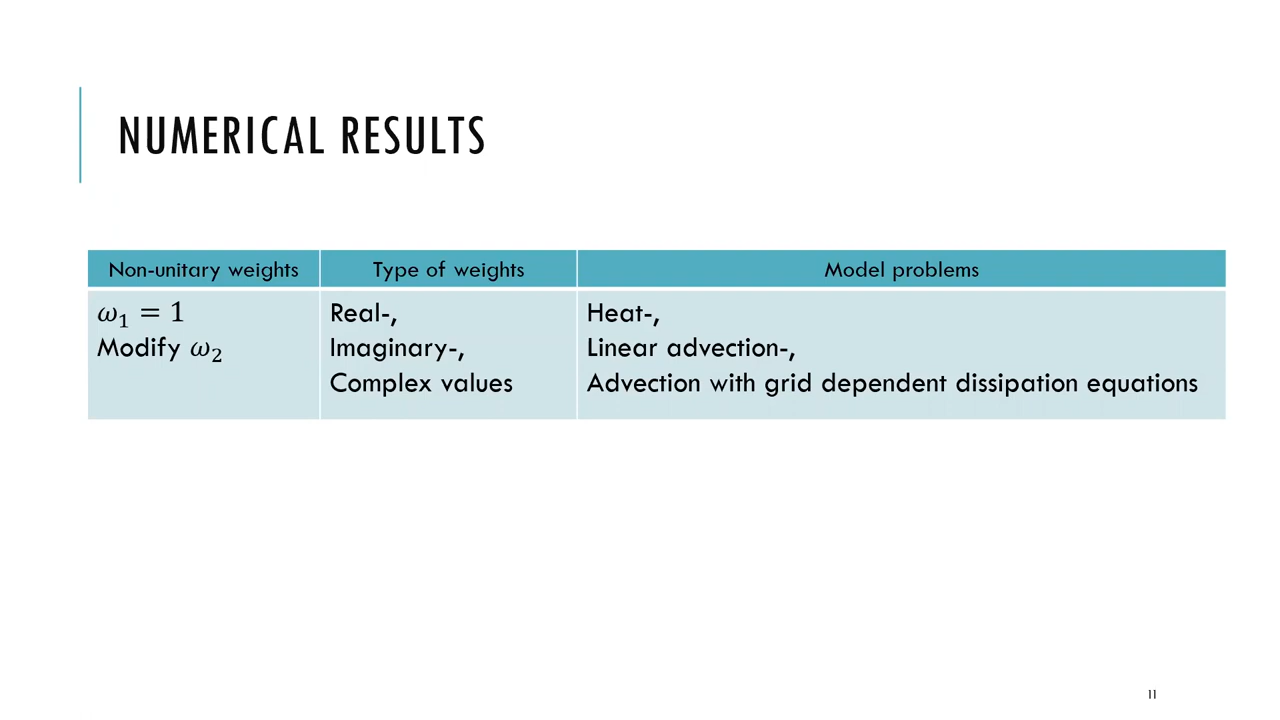 NUMERICAL RESULTS
Non-unitary weights Type of weights Model problems
ω₁ = 1 Real-, Heat-,
Modify ω₂ Imaginary-, Linear advection-,
Complex values Advection with grid dependent dissipation equations
11